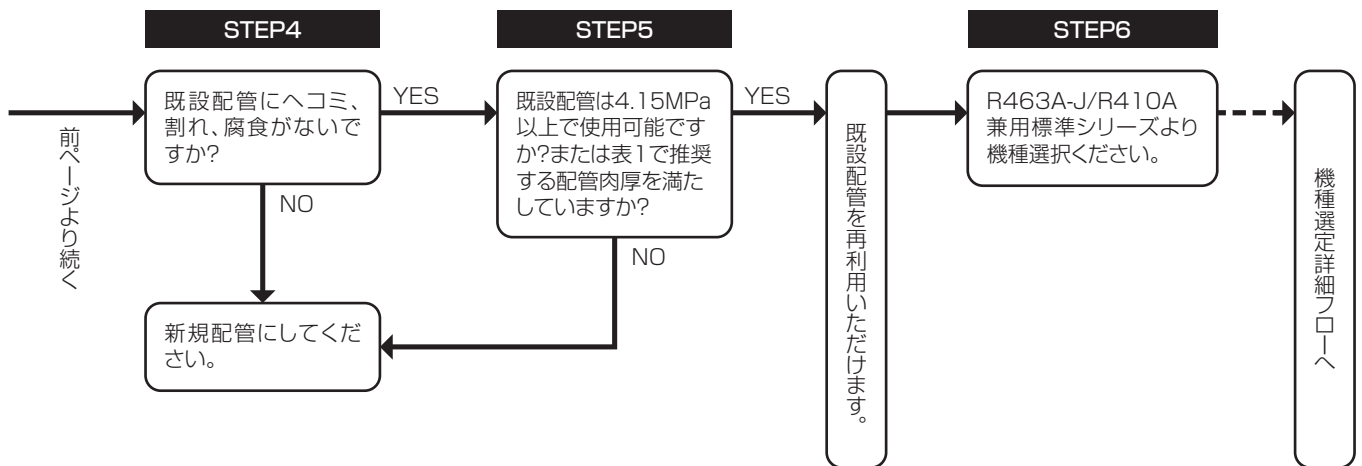 STEP4
STEP5
STEP6
前ページより続く
既設配管にヘコミ、
割れ、腐食がないで
すか?
YES
NO
新規配管にしてくだ
さい。
既設配管は4.15MPa
以上で使用可能です
か?または表1で推奨
する配管肉厚を満た
していますか?
YES
NO
既設配管を再利用いただけます。
R463A-J/R410A
兼用標準シリーズより
機種選択ください。
機種選定詳細フローへ